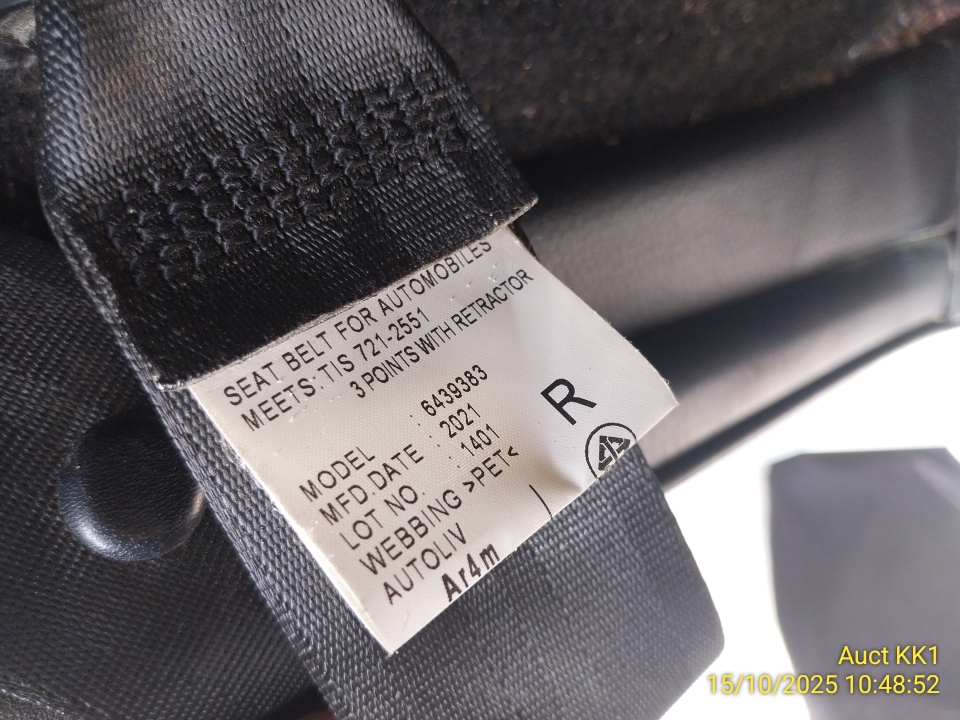 SEAT BELT FOR AUTOMOBILES
MEETS : TIS 721-2551
3 POINTS WITH RETRACTOR
MODEL : 6439383
MFD.DATE : 2021
LOT NO. : 1401
WEBBING >PET<
AUTOLIV
Ar4m
R
Auct KK1
15/10/2025 10:48:52